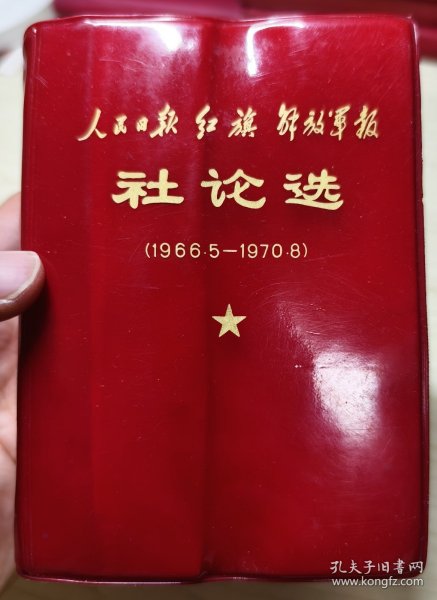 人民日报 红旗 解放军报
社论选
(1966·5—1970·8)
孔夫子旧书网
www.kongfz.com